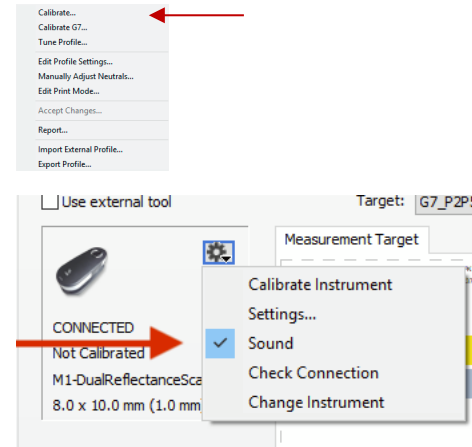 Calibrate...
Calibrate G7...
Tune Profile...
Edit Profile Settings...
Manually Adjust Neutrals...
Edit Print Mode...
Accept Changes...
Report...
Import External Profile...
Export Profile...
Use external tool
Target: G7_P2P5
Measurement Target
CONNECTED
Not Calibrated
M1-DualReflectanceSca
8.0 x 10.0 mm (1.0 mm
Calibrate Instrument
Settings...
Sound
Check Connection
Change Instrument